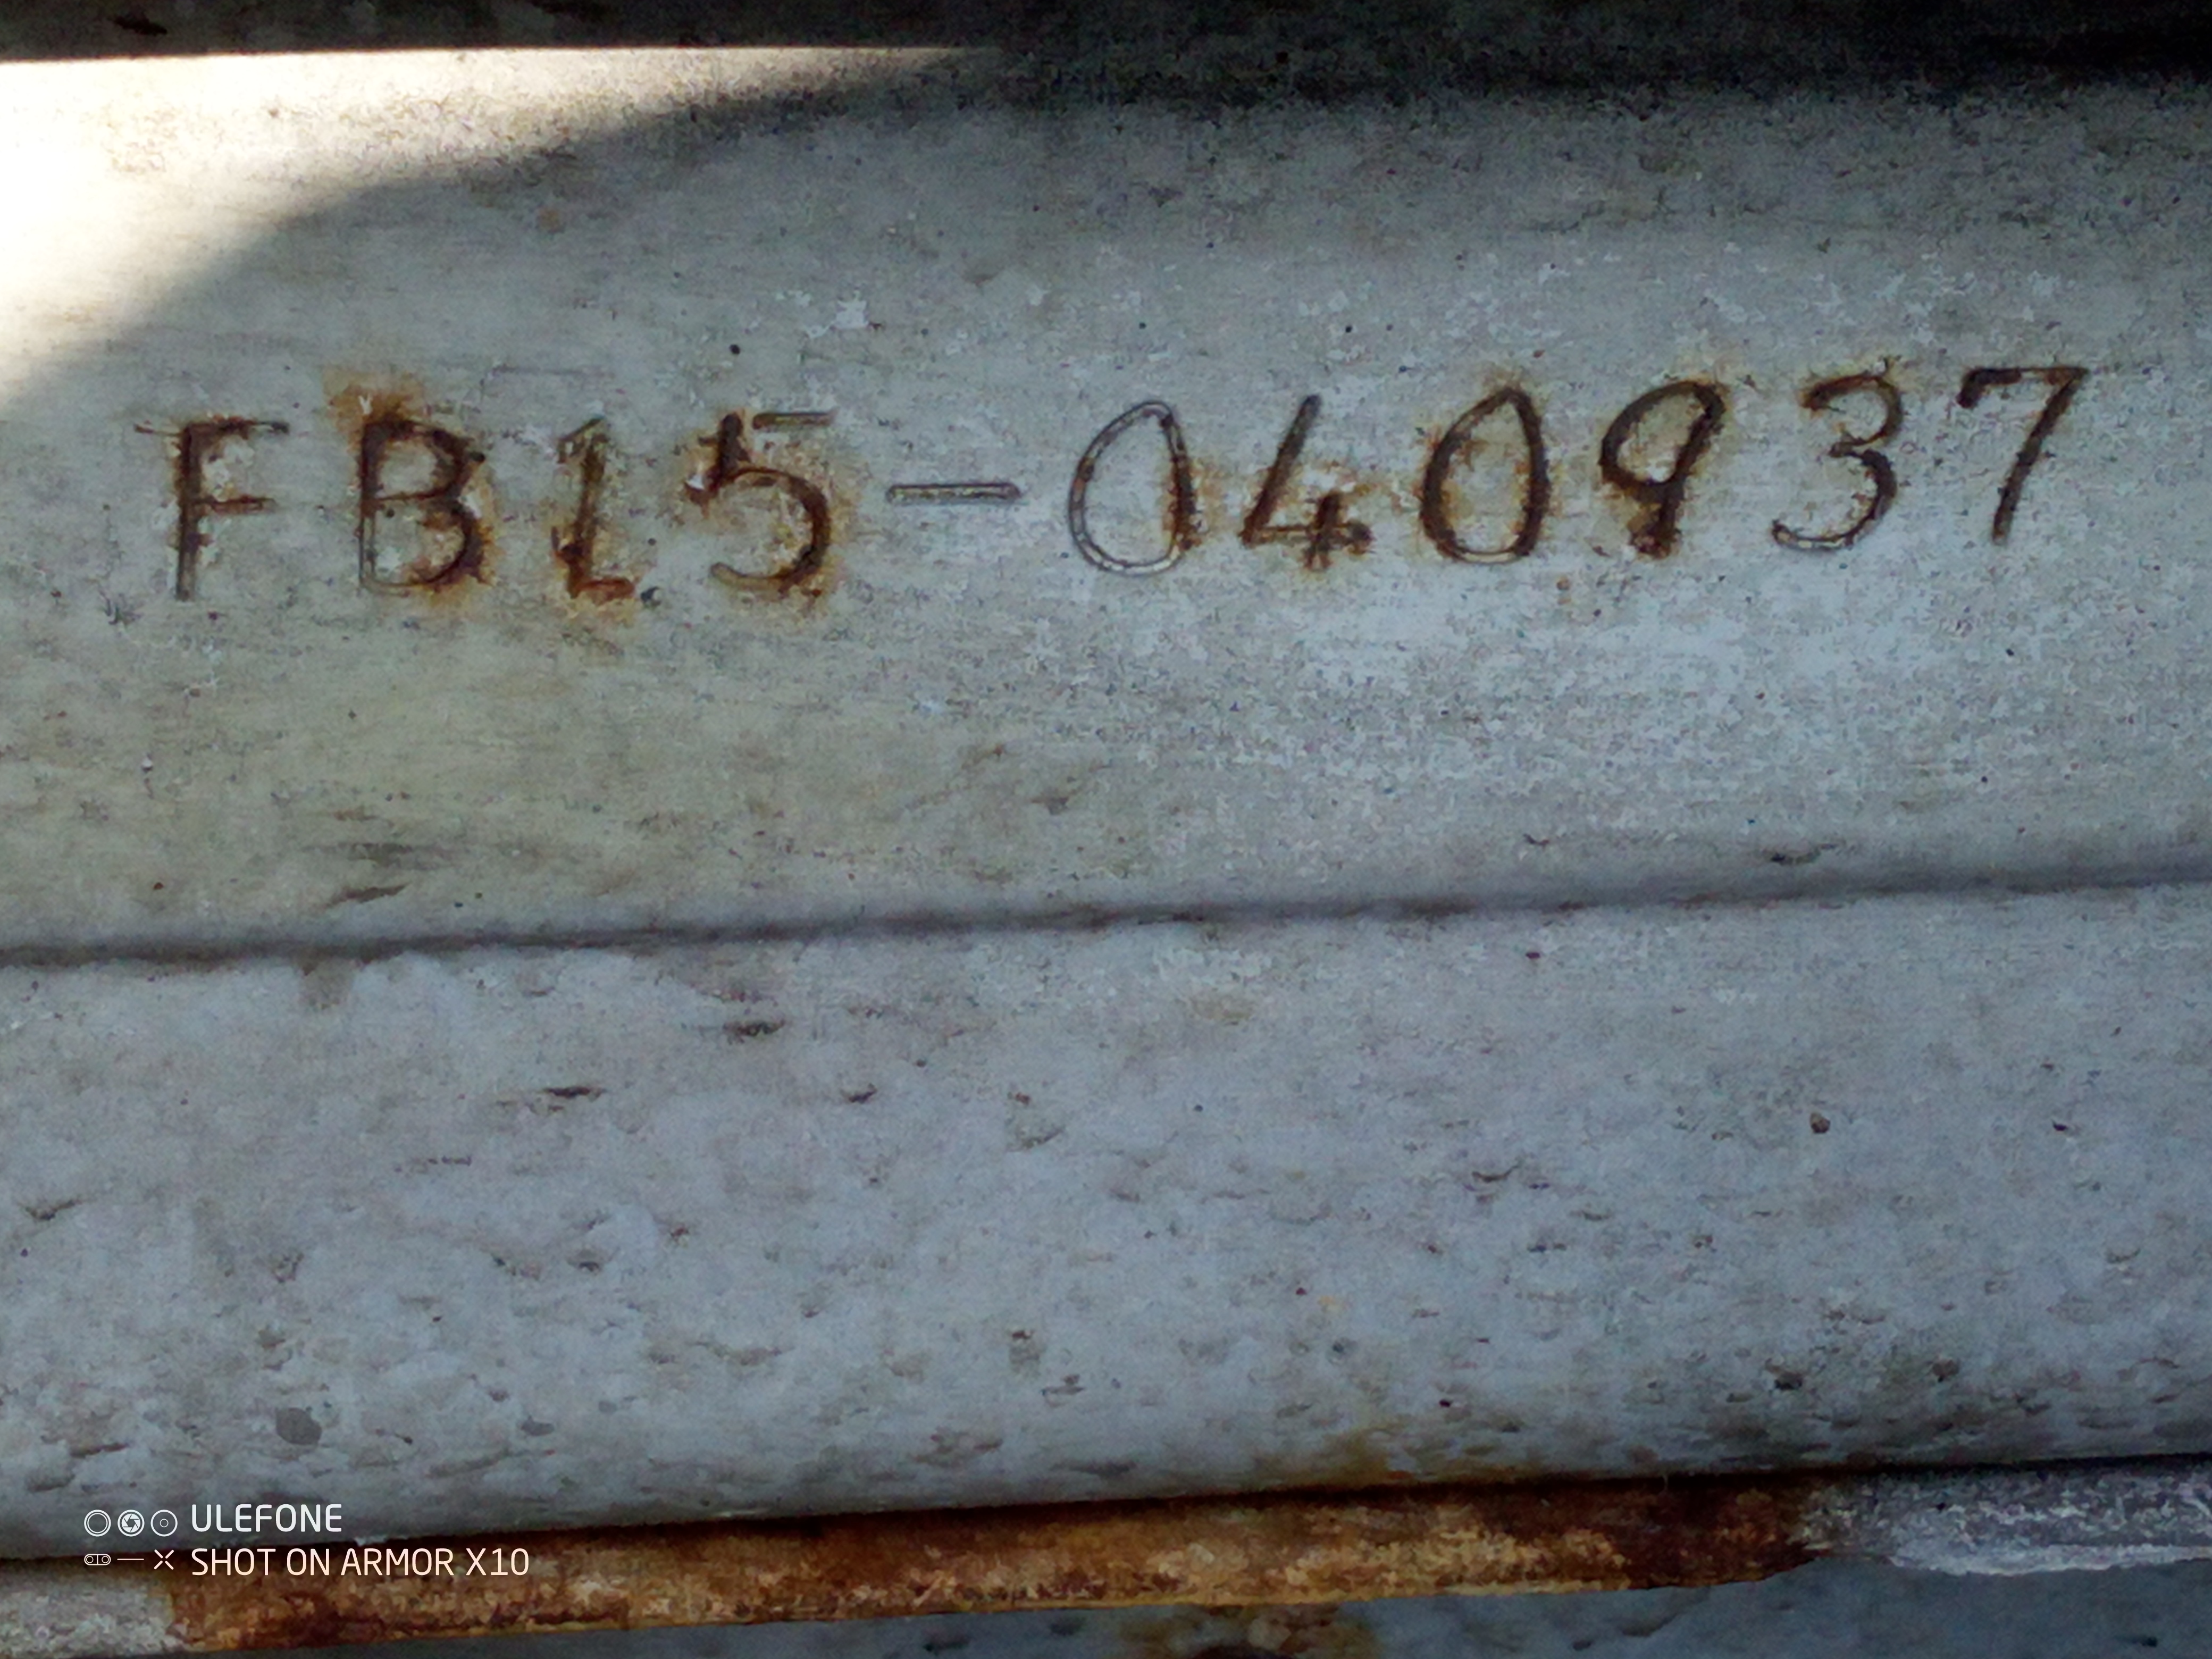 FB15-040937
ULEFONE
SHOT ON ARMOR X10